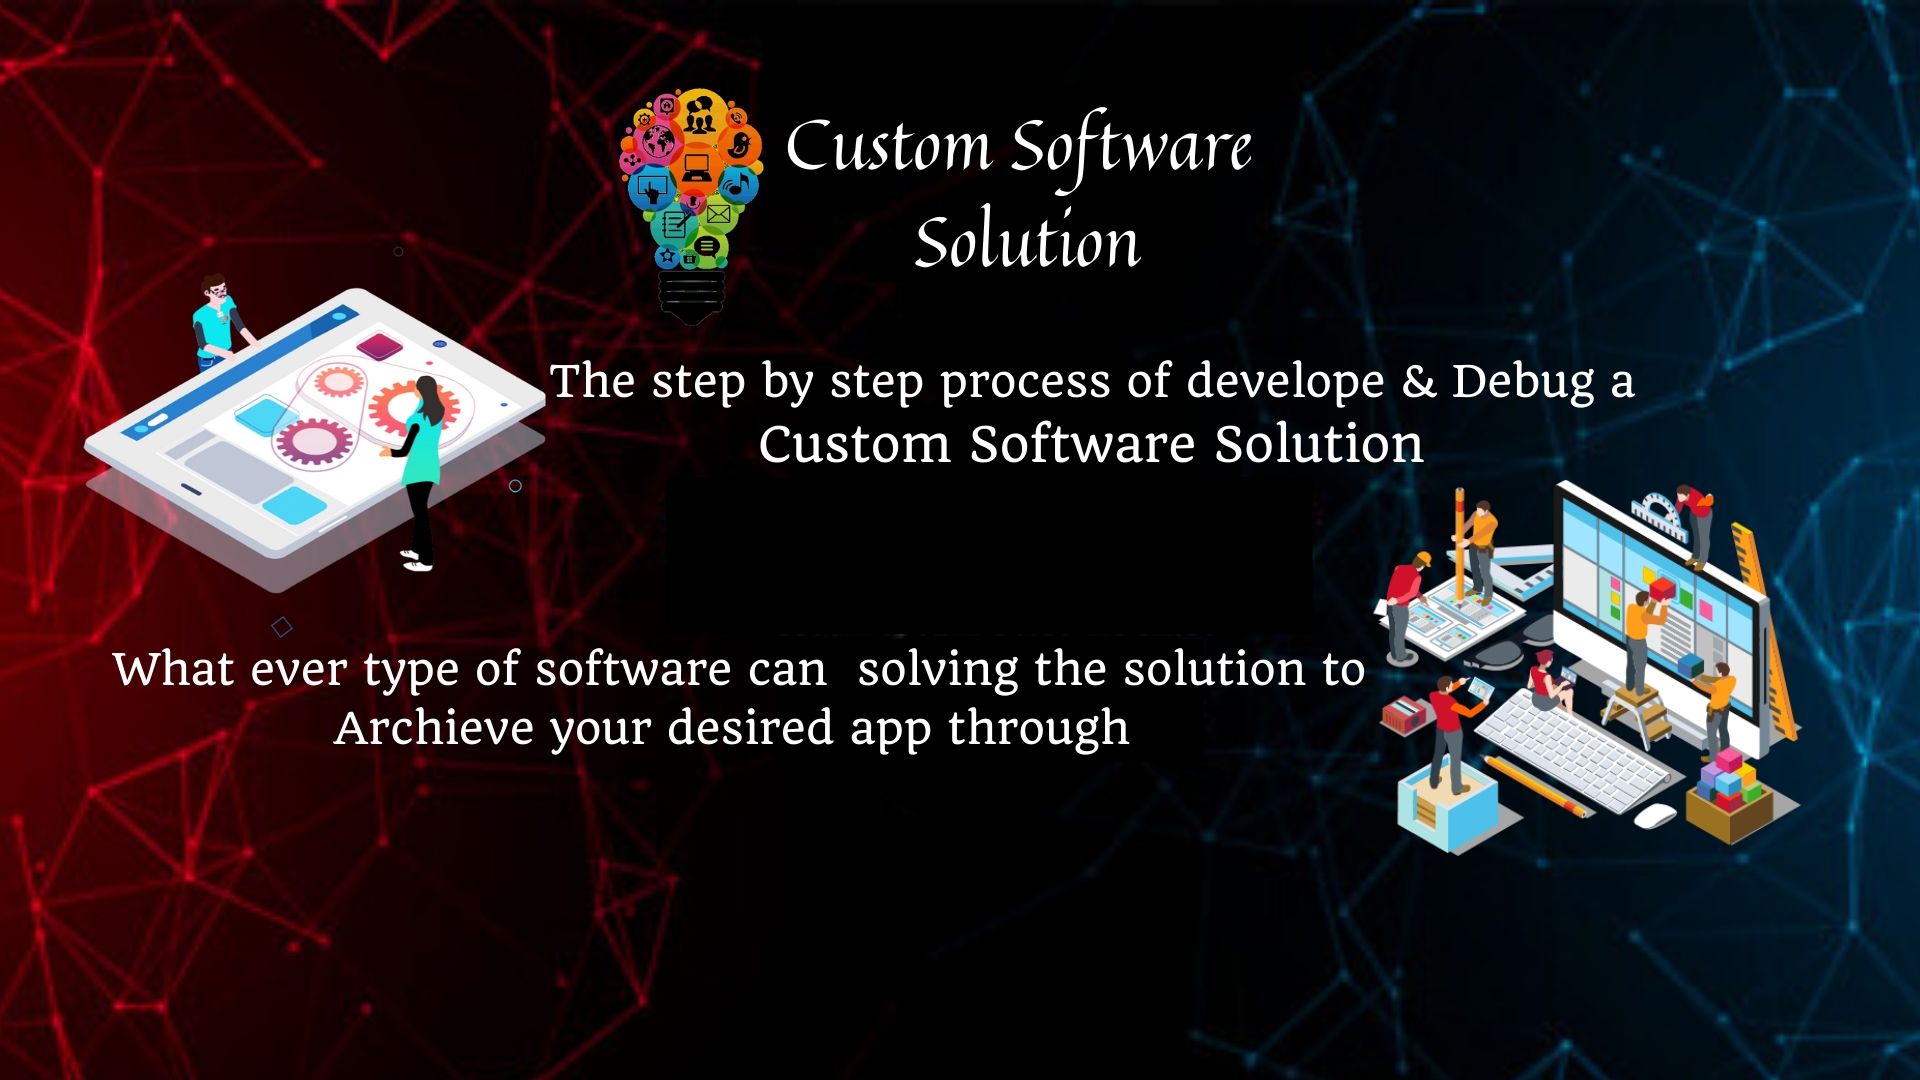 Custom Software
Solution
The step by step process of develope & Debug a
Custom Software Solution
What ever type of software can  solving the solution to
Archieve your desired app through